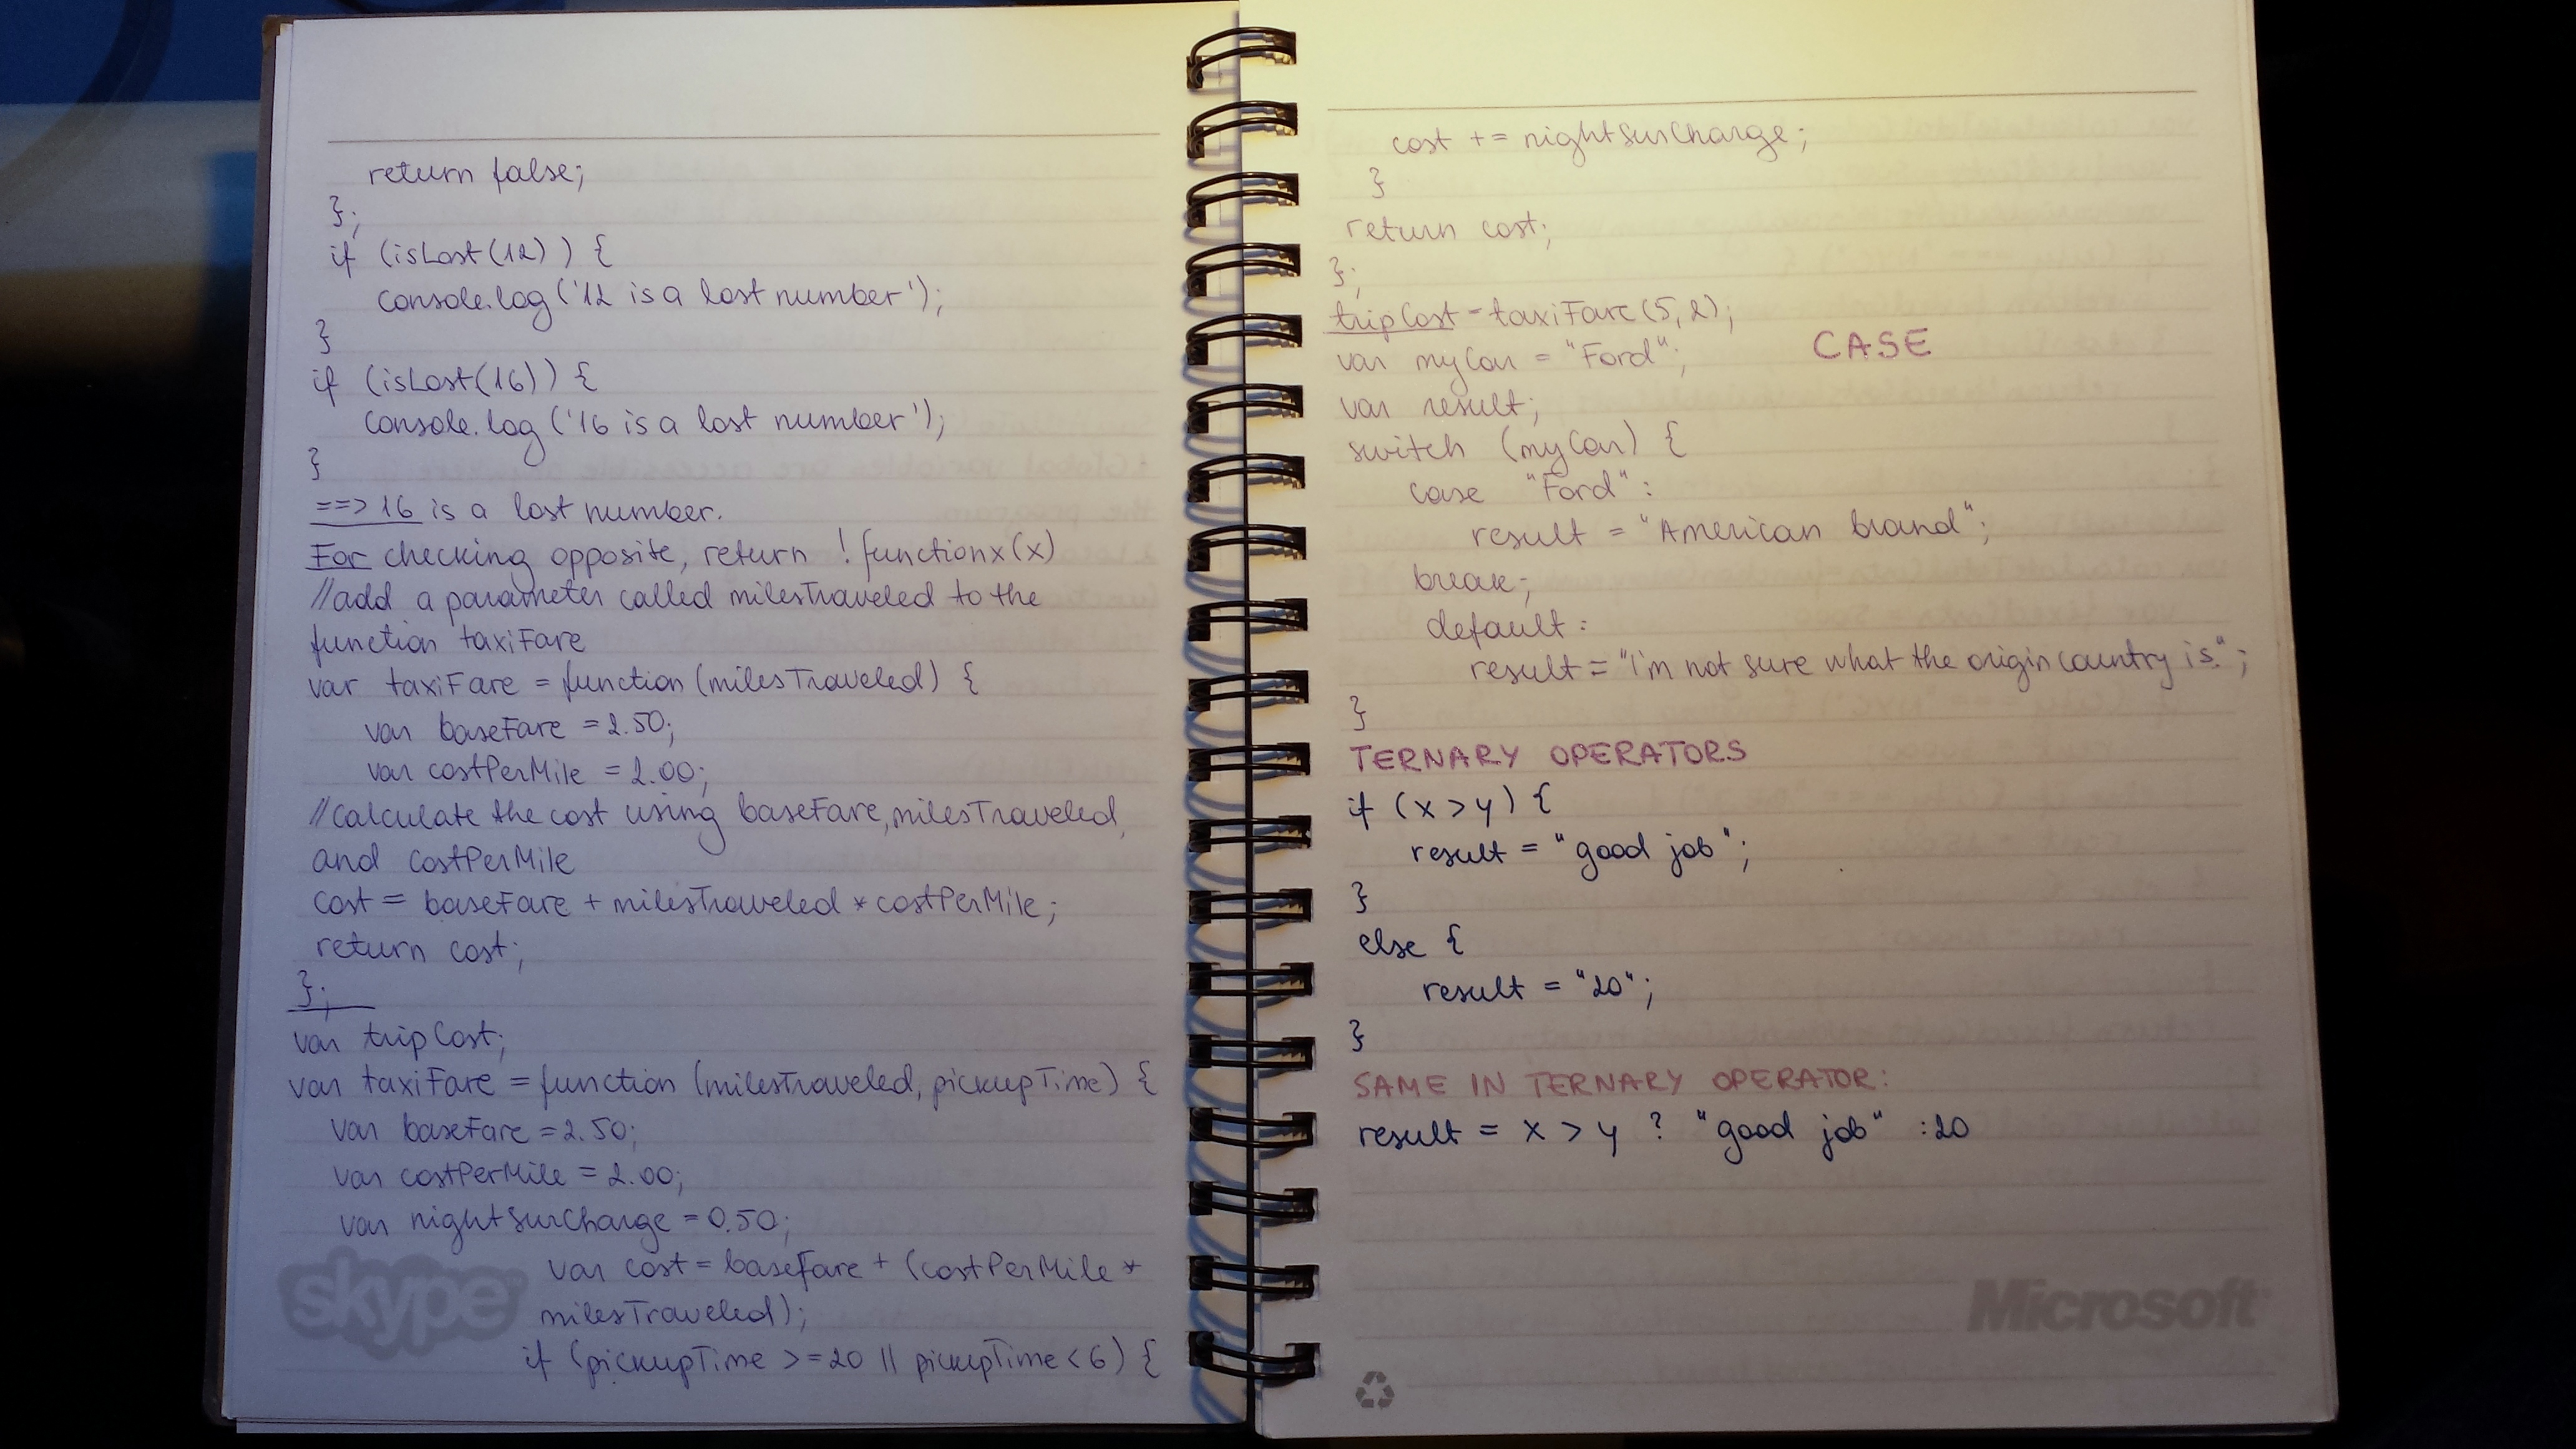 return false;
};
if (isLost(12)) {
console.log('12 is a lost number');
}
if (isLost(16)) {
console.log('16 is a lost number');
}
==> 16 is a lost number.
For checking opposite, return !functionx(x)
//add a parameter called milesTraveled to the
function taxiFare
var taxiFare = function (milesTraveled) {
var baseFare = 2.50;
var costPerMile = 2.00;
//Calculate the cost using baseFare, milesTraveled,
and costPerMile
cost = baseFare + milesTraveled * costPerMile;
return cost;
};
var tripCost;
var taxiFare = function (milesTraveled, pickupTime) {
var baseFare = 2.50;
var costPerMile = 2.00;
var nightSurCharge = 0.50;
var cost = baseFare + (costPerMile *
milesTraveled);
if (pickupTime >= 20 || pickupTime < 6) {
skype
cost += nightSurCharge;
}
return cost;
};
tripCost = taxiFare (5, 2);
var myCar = "Ford";
CASE
var result;
switch (myCar) {
case "Ford":
result = "American brand";
break;
default:
result = "I'm not sure what the origin country is.";
}
TERNARY OPERATORS
if (x > y) {
result = "good job";
}
else {
result = "20";
}
SAME IN TERNARY OPERATOR:
result = x > y ? "good job" : 20
Microsoft